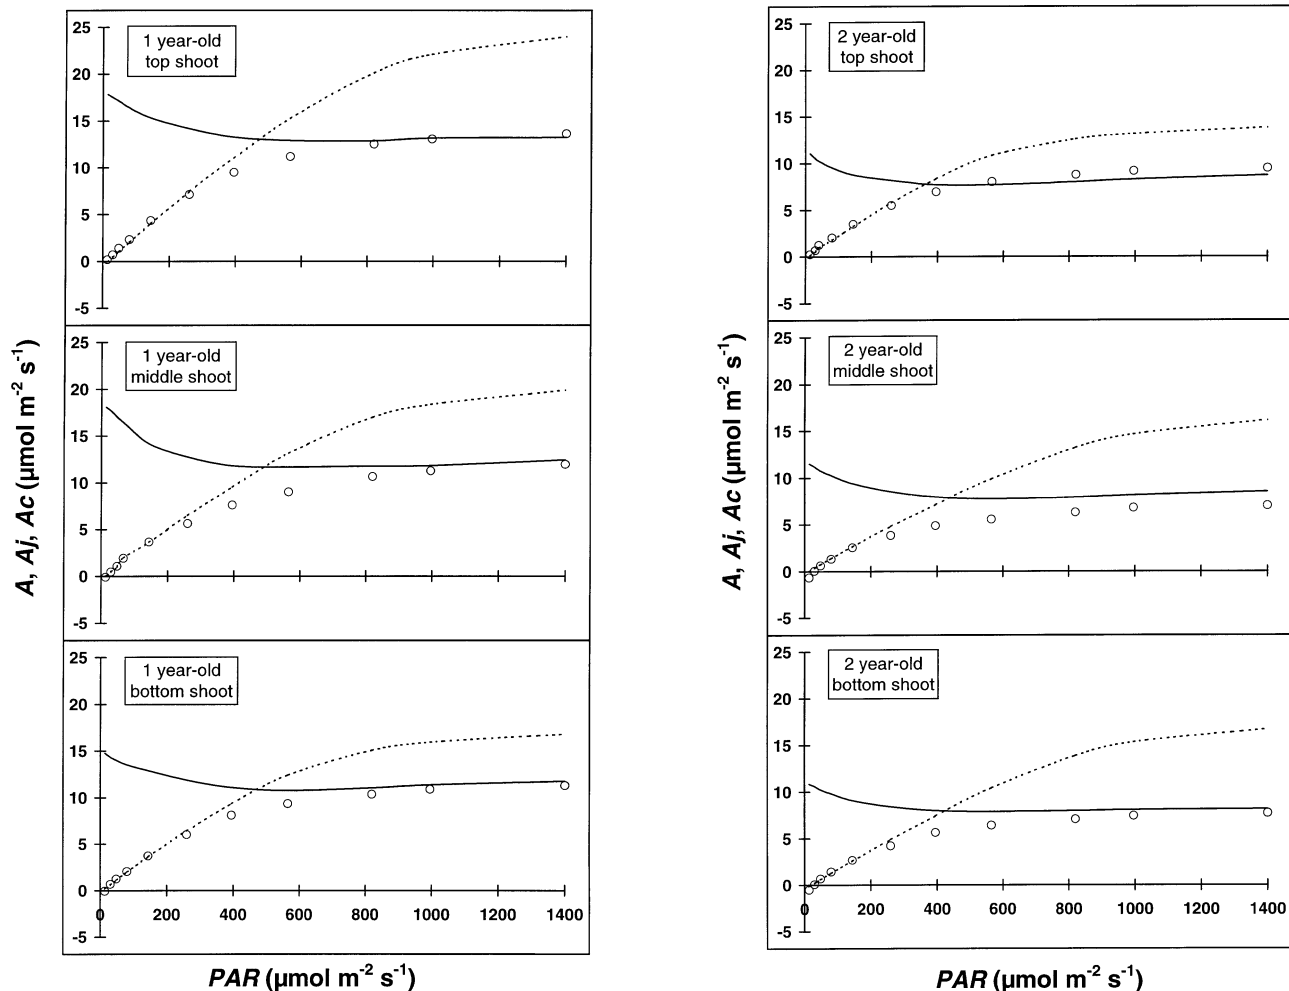 1 year-old
top shoot
25
20
15
10
5
0
-5
1 year-old
middle shoot
25
20
15
10
5
0
-5
1 year-old
bottom shoot
25
20
15
10
5
0
-5
0 200 400 600 800 1000 1200 1400
A, Aj, Ac (μmol m⁻² s⁻¹)
PAR (μmol m⁻² s⁻¹)
2 year-old
top shoot
25
20
15
10
5
0
-5
2 year-old
middle shoot
25
20
15
10
5
0
-5
2 year-old
bottom shoot
25
20
15
10
5
0
-5
0 200 400 600 800 1000 1200 1400
A, Aj, Ac (μmol m⁻² s⁻¹)
PAR (μmol m⁻² s⁻¹)